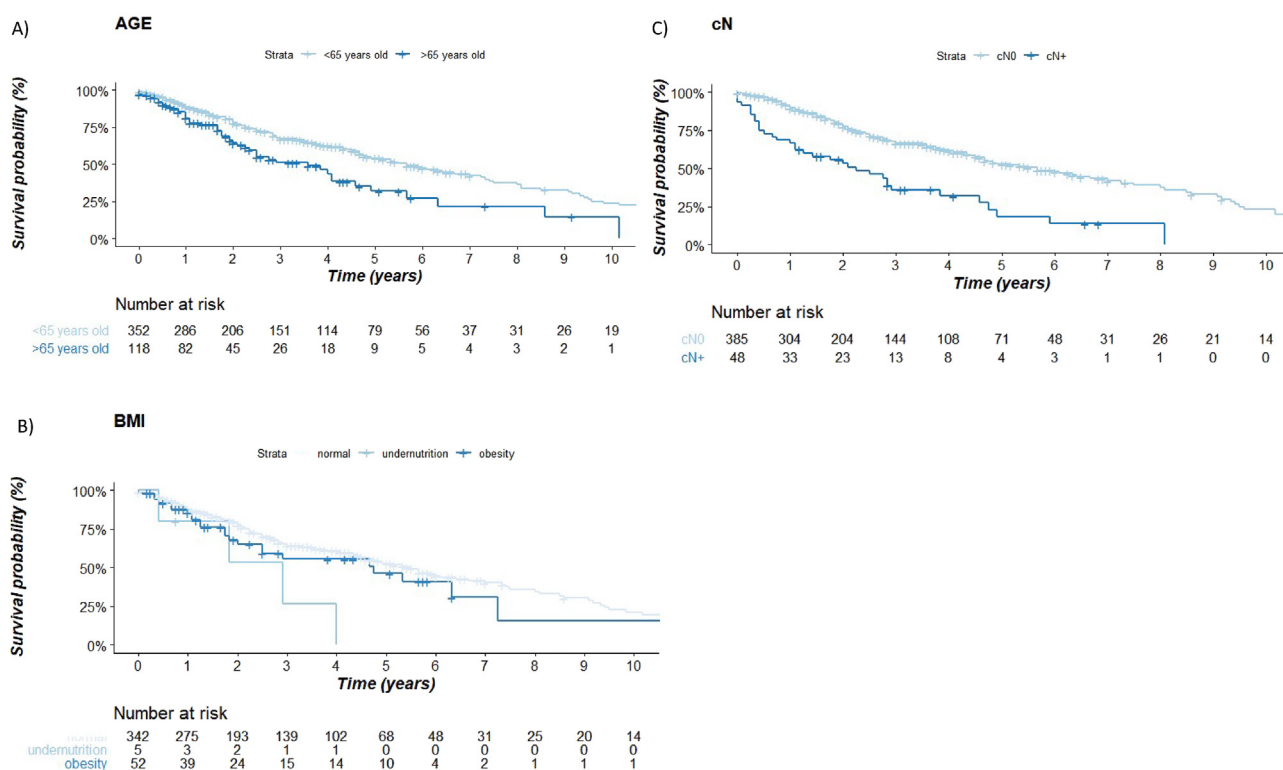 A)
AGE
Strata <65 years old >65 years old
Survival probability (%)
100%
75%
50%
25%
0%
0 1 2 3 4 5 6 7 8 9 10
Time (years)
Number at risk
<65 years old 352 286 206 151 114 79 56 37 31 26 19
>65 years old 118 82 45 26 18 9 5 4 3 2 1
C)
cN
Strata cN0 cN+
Survival probability (%)
100%
75%
50%
25%
0%
0 1 2 3 4 5 6 7 8 9 10
Time (years)
Number at risk
cN0 385 304 204 144 108 71 48 31 26 21 14
cN+ 48 33 23 13 8 4 3 1 1 0 0
B)
BMI
Strata normal undernutrition obesity
Survival probability (%)
100%
75%
50%
25%
0%
0 1 2 3 4 5 6 7 8 9 10
Time (years)
Number at risk
normal 342 275 193 139 102 68 48 31 25 20 14
undernutrition 5 3 2 1 1 0 0 0 0 0 0
obesity 52 39 24 15 14 10 4 2 1 1 1